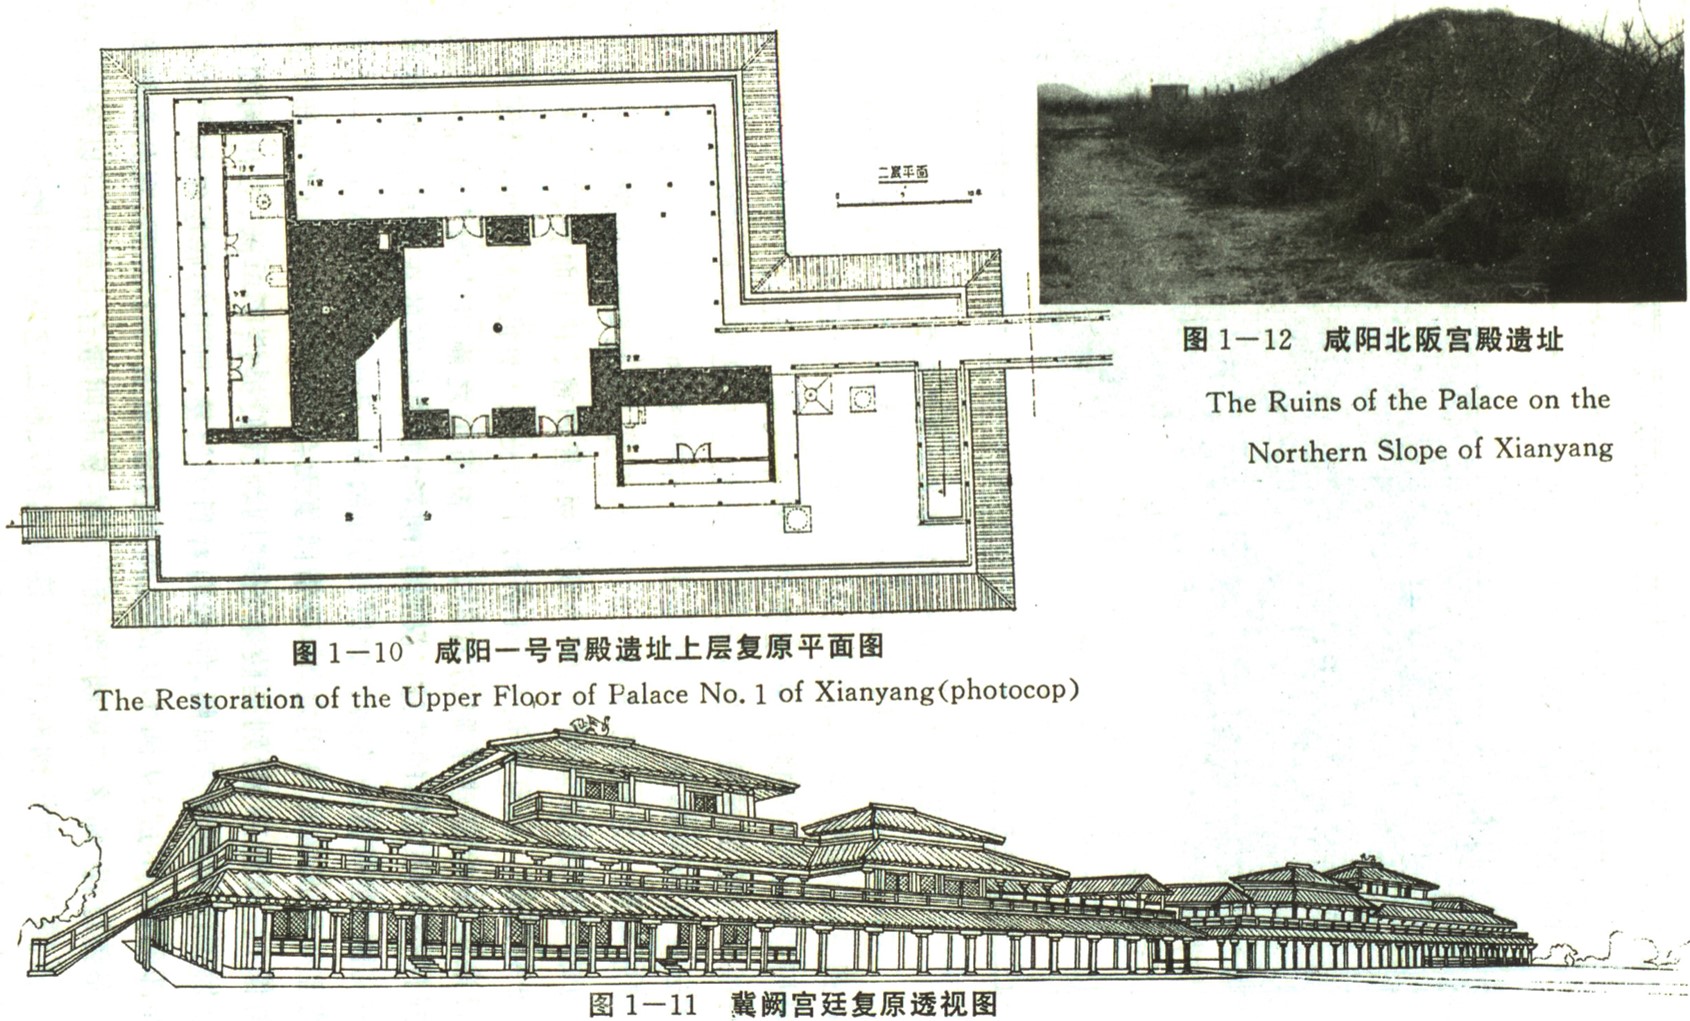 二层平面
图 1—12 咸阳北阪宫殿遗址
The Ruins of the Palace on the
Northern Slope of Xianyang
图 1—10 咸阳一号宫殿遗址上层复原平面图
The Restoration of the Upper Floor of Palace No. 1 of Xianyang(photocop)
图 1—11 冀阙宫廷复原透视图